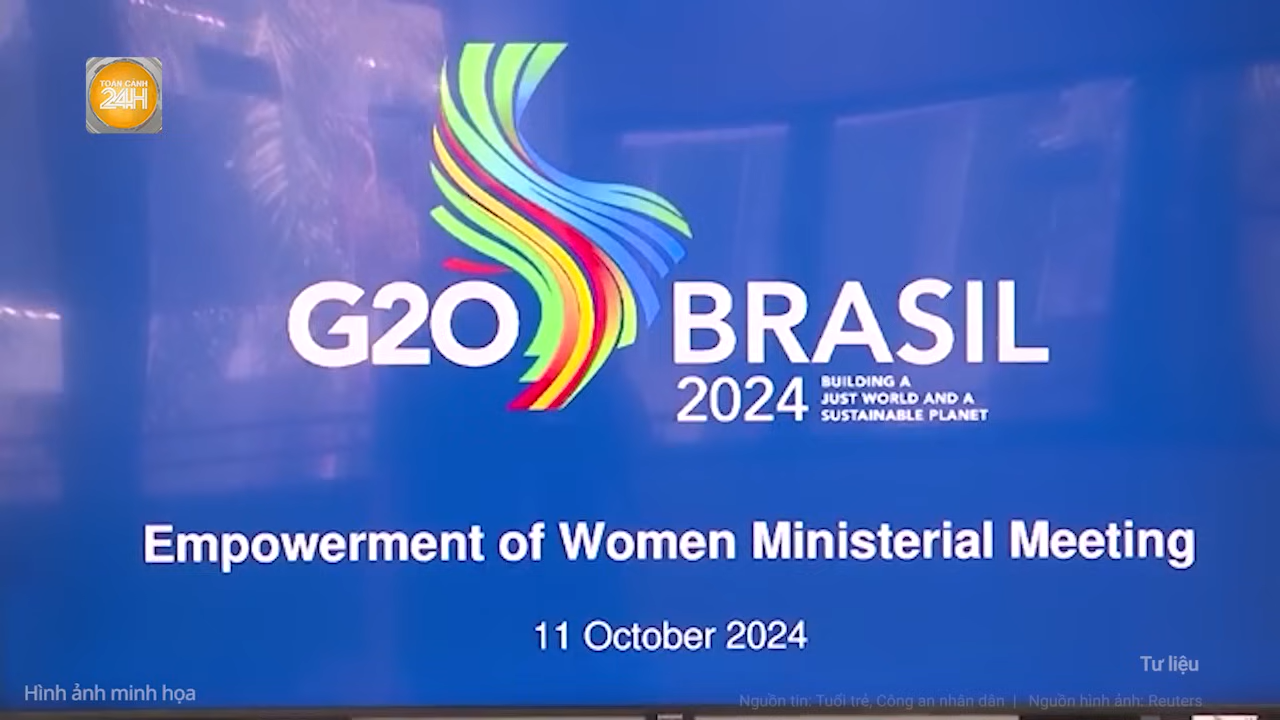 TOÀN CẢNH
24H
G20 BRASIL
2024
BUILDING A
JUST WORLD AND A
SUSTAINABLE PLANET
Empowerment of Women Ministerial Meeting
11 October 2024
Tư liệu
Hình ảnh minh họa
Nguồn tin: Tuổi trẻ, Công an nhân dân | Nguồn hình ảnh: Reuters